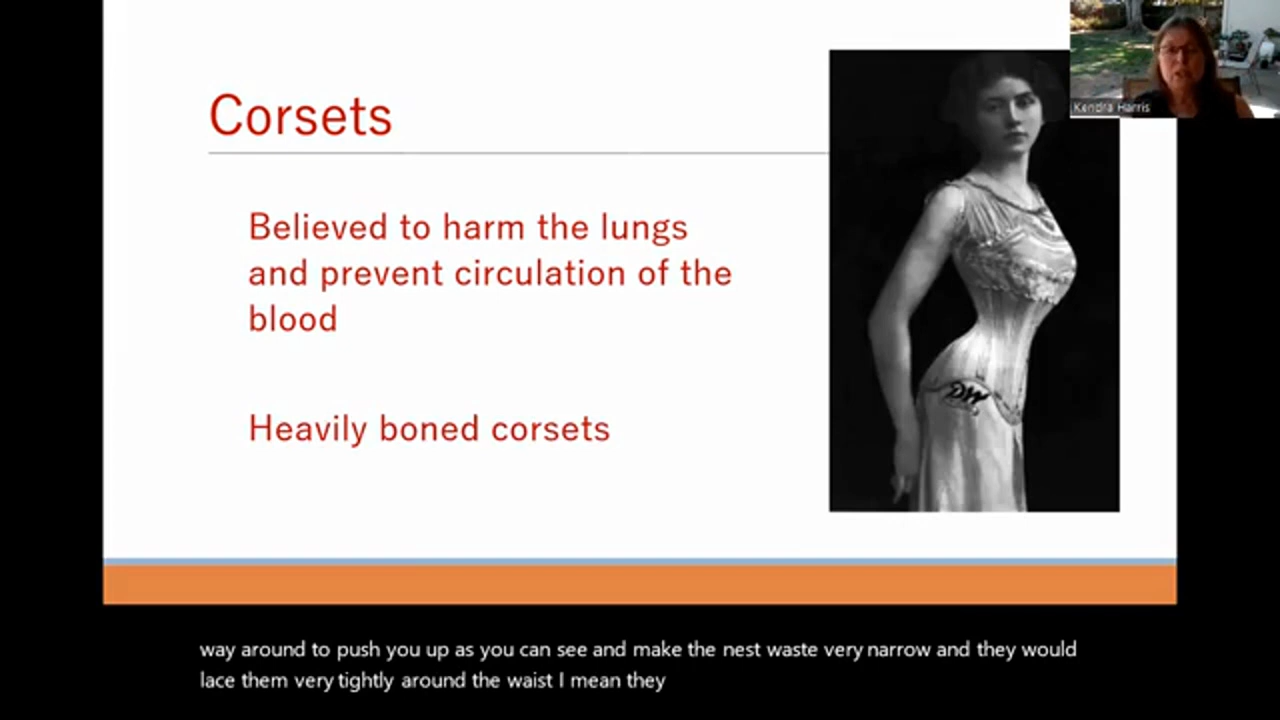 Corsets
Believed to harm the lungs
and prevent circulation of the
blood
Heavily boned corsets
Kendra Harris
DW
way around to push you up as you can see and make the nest waste very narrow and they would
lace them very tightly around the waist I mean they